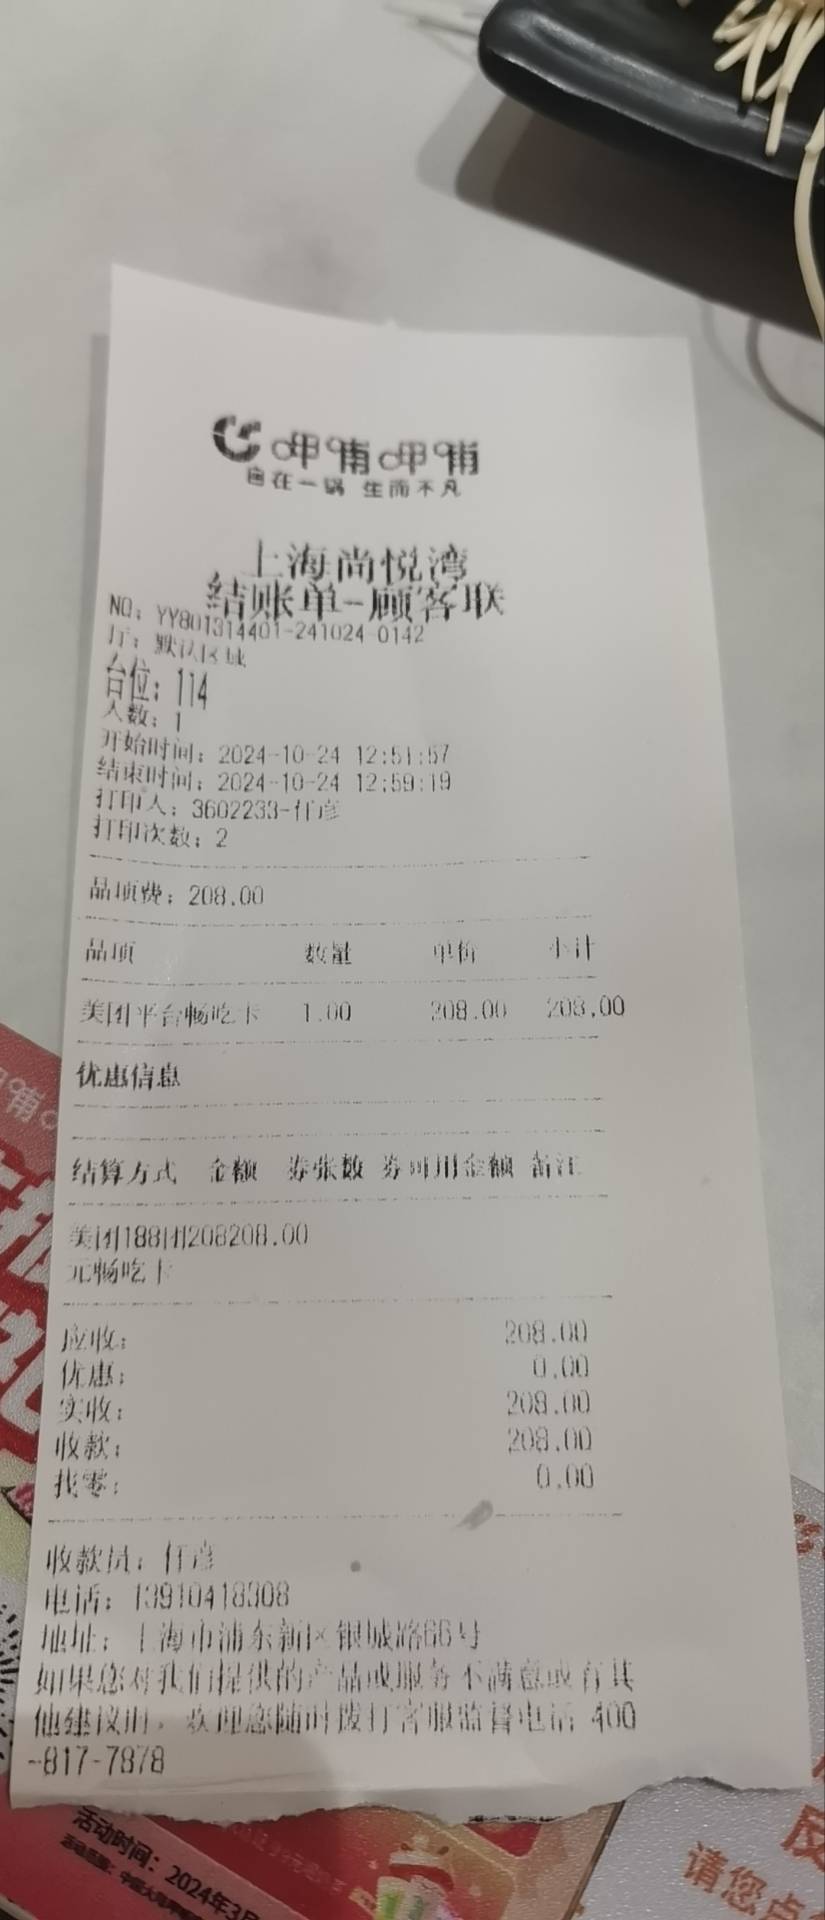 呷哺呷哺
自在一锅 生而不凡
上海尚悦湾
结账单-顾客联
NO: YY801314401-241024-0142
厅: 默认区域
台位: 114
人数: 1
开始时间: 2024-10-24 12:51:57
结束时间: 2024-10-24 12:59:19
打印人: 3602233-仟彦
打印次数: 2
品项费: 208.00
品项 数量 单价 小计
美团平台畅吃卡 1.00 208.00 208.00
优惠信息
结算方式 金额 券张数 券可用金额 备注
美团188团208208.00
元畅吃卡
应收: 208.00
优惠: 0.00
实收: 208.00
收款: 208.00
找零: 0.00
收款员: 仟彦
电话: 13910418308
地址: 上海市浦东新区银城路66号
如果您对我们提供的产品或服务不满意或有其
他建议时，欢迎您随时拨打客服监督电话 400
-817-7878
活动时间: 2024年3月
请您点